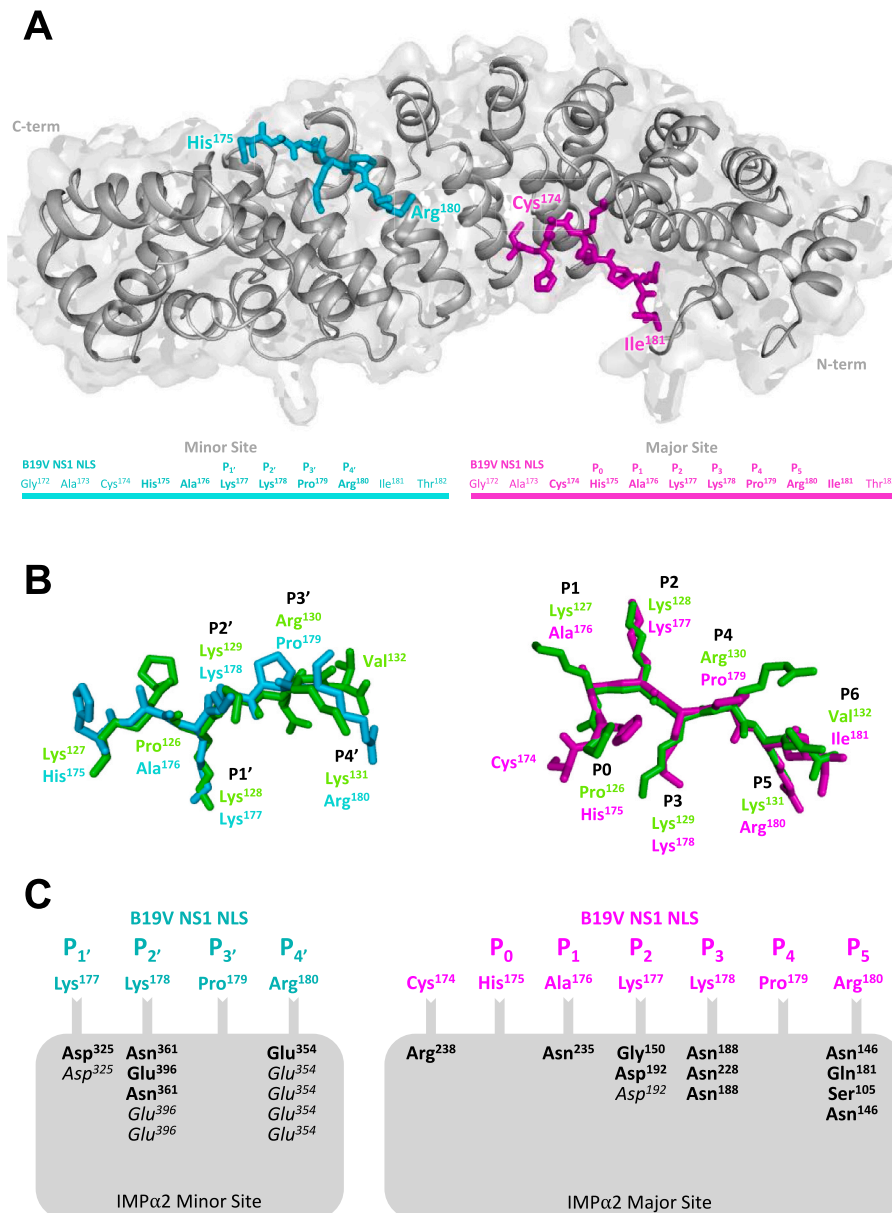 A
C-term
His175
Arg180
Cys174
Ile181
N-term
Minor Site
B19V NS1 NLS P1' P2' P3' P4'
Gly172 Ala173 Cys174 His175 Ala176 Lys177 Lys178 Pro179 Arg180 Ile181 Thr182
Major Site
B19V NS1 NLS P0 P1 P2 P3 P4 P5
Gly172 Ala173 Cys174 His175 Ala176 Lys177 Lys178 Pro179 Arg180 Ile181 Thr18
B
P3'
Arg130
Pro179
P2'
Lys129
Lys178
Val132
Lys127
His175
Pro126
Ala176
P1'
Lys128
Lys177
P4'
Lys131
Arg180
P1
Lys127
Ala176
P2
Lys128
Lys177
P4
Arg130
Pro179
P6
Val132
Ile181
Cys174
P0
Pro126
His175
P3
Lys129
Lys178
P5
Lys131
Arg180
C
B19V NS1 NLS
P1' P2' P3' P4'
Lys177 Lys178 Pro179 Arg180
Asp325 Asn361 Glu354
Asp325 Glu396 Glu354
Asn361 Glu354
Glu396 Glu354
Glu396 Glu354
IMPα2 Minor Site
B19V NS1 NLS
P0 P1 P2 P3 P4 P5
Cys174 His175 Ala176 Lys177 Lys178 Pro179 Arg180
Arg238 Asn235 Gly150 Asn188 Asn146
Asp192 Asn228 Gln181
Asp192 Asn188 Ser105
Asn146
IMPα2 Major Site